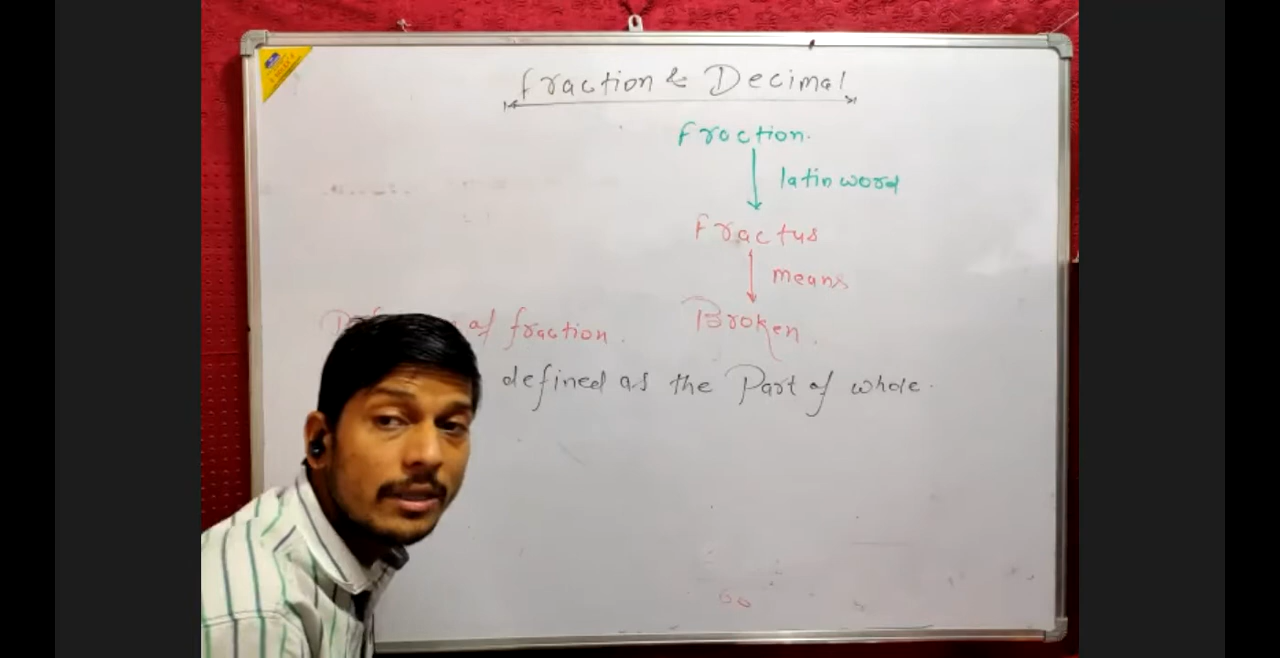 Fraction & Decimal
Fraction.
latin word
Fractus
means
Broken.
of fraction.
defined as the Part of whole.